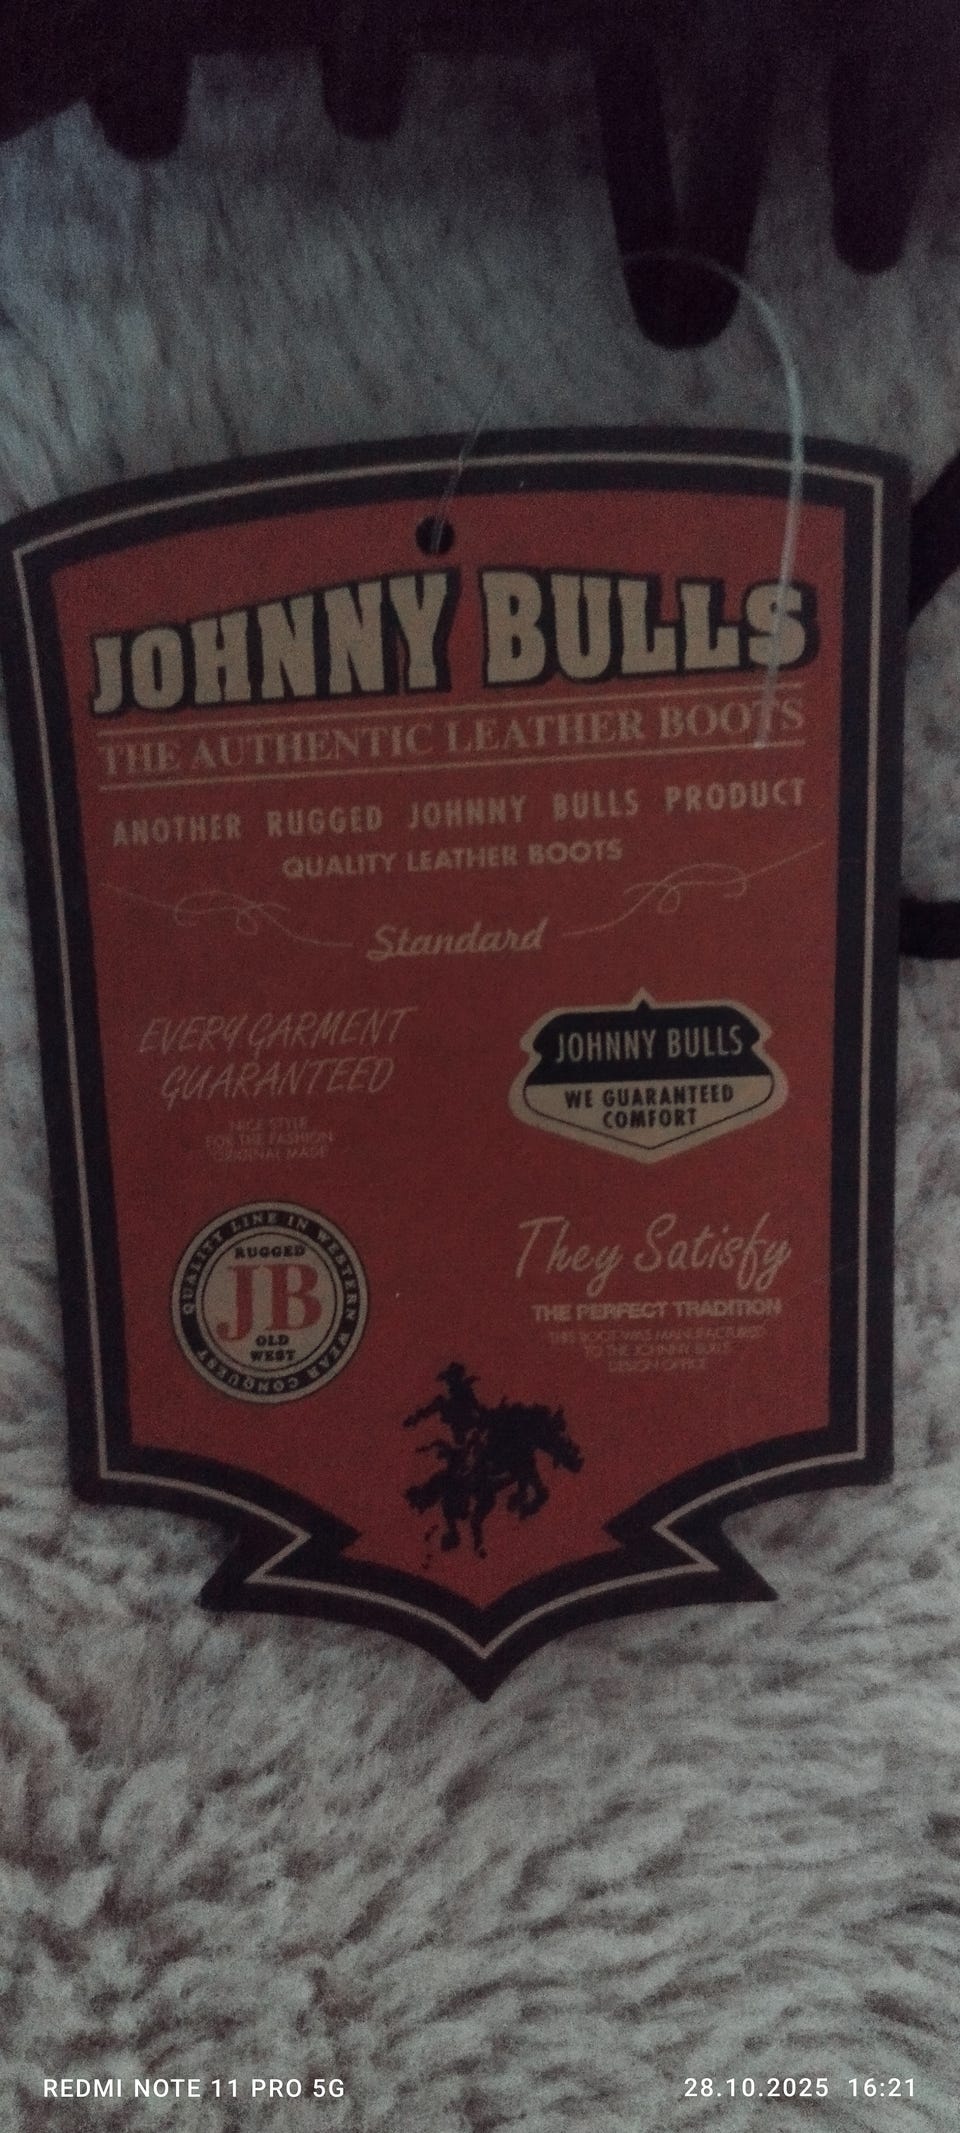 JOHNNY BULLS
THE AUTHENTIC LEATHER BOOTS
ANOTHER RUGGED JOHNNY BULLS PRODUCT
QUALITY LEATHER BOOTS
Standard
EVERY GARMENT
GUARANTEED
NICE STYLE
FOR THE FASHION
ORIGINAL MADE
JOHNNY BULLS
WE GUARANTEED
COMFORT
QUALITY LINE IN WESTERN WEAR CONQUEST
RUGGED
JB
OLD
WEST
They Satisfy
THE PERFECT TRADITION
THIS BOOT WAS MANUFACTURED
TO THE JOHNNY BULLS
DESIGN OFFICE
REDMI NOTE 11 PRO 5G
28.10.2025 16:21